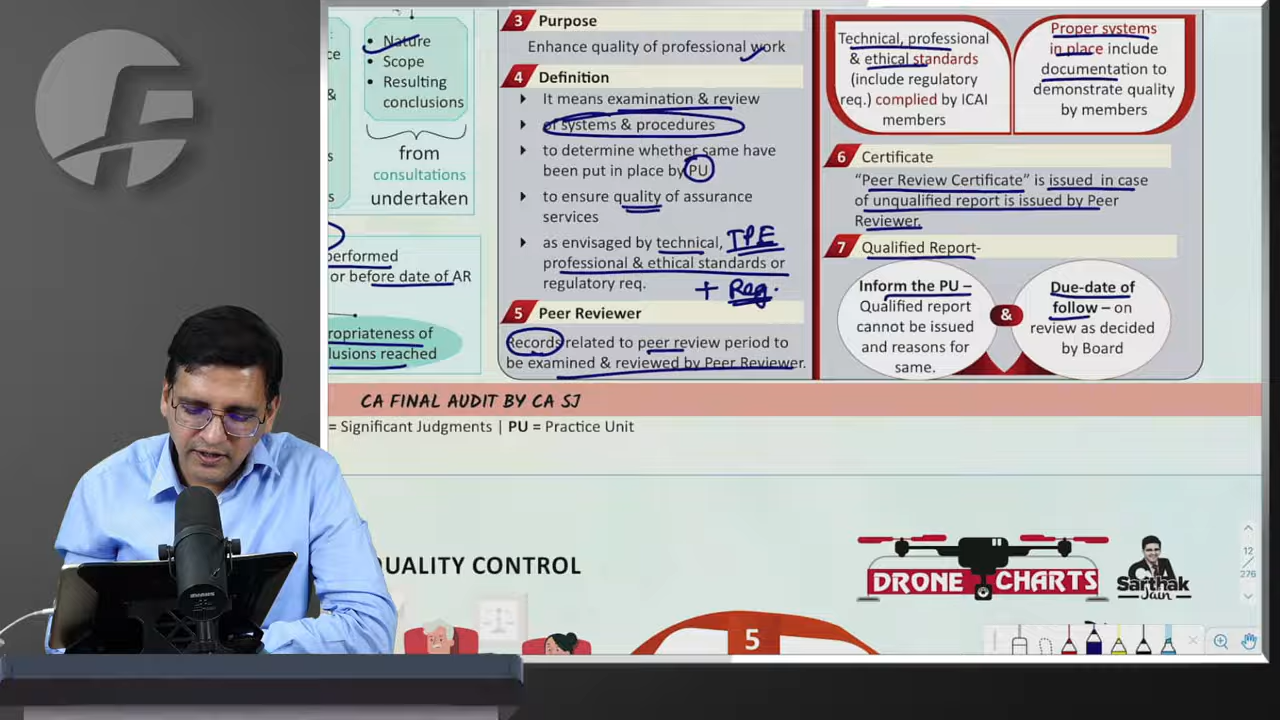 • Nature
• Scope
• Resulting
conclusions
&
from
consultations
undertaken
performed
or before date of AR
ropriateness of
lusions reached
3 Purpose
Enhance quality of professional work
4 Definition
It means examination & review
of systems & procedures
to determine whether same have
been put in place by PU
to ensure quality of assurance
services
as envisaged by technical, TPE
professional & ethical standards or
regulatory req. + Reg.
5 Peer Reviewer
Records related to peer review period to
be examined & reviewed by Peer Reviewer.
Technical, professional
& ethical standards
(include regulatory
req.) complied by ICAI
members
Proper systems
in place include
documentation to
demonstrate quality
by members
6 Certificate
“Peer Review Certificate” is issued in case
of unqualified report is issued by Peer
Reviewer.
7 Qualified Report-
Inform the PU –
Qualified report
cannot be issued
and reasons for
same.
&
Due-date of
follow – on
review as decided
by Board
CA FINAL AUDIT BY CA SJ
= Significant Judgments | PU = Practice Unit
QUALITY CONTROL
DRONE CHARTS
Sarthak
Jain
5
12
276